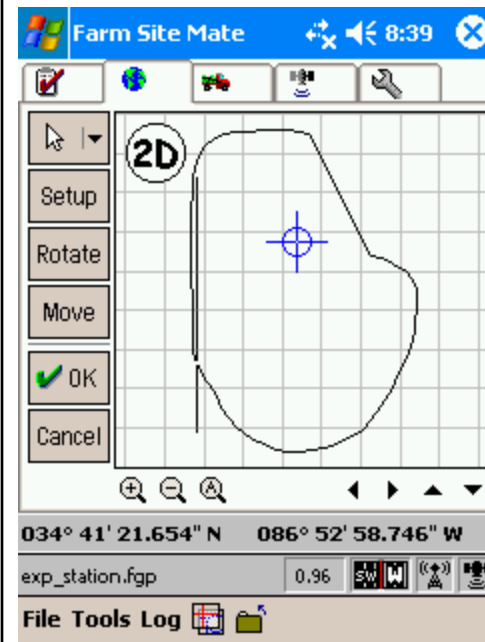 Farm Site Mate 8:39
2D
Setup
Rotate
Move
OK
Cancel
034° 41' 21.654" N 086° 52' 58.746" W
exp_station.fgp 0.96 SW W
File Tools Log